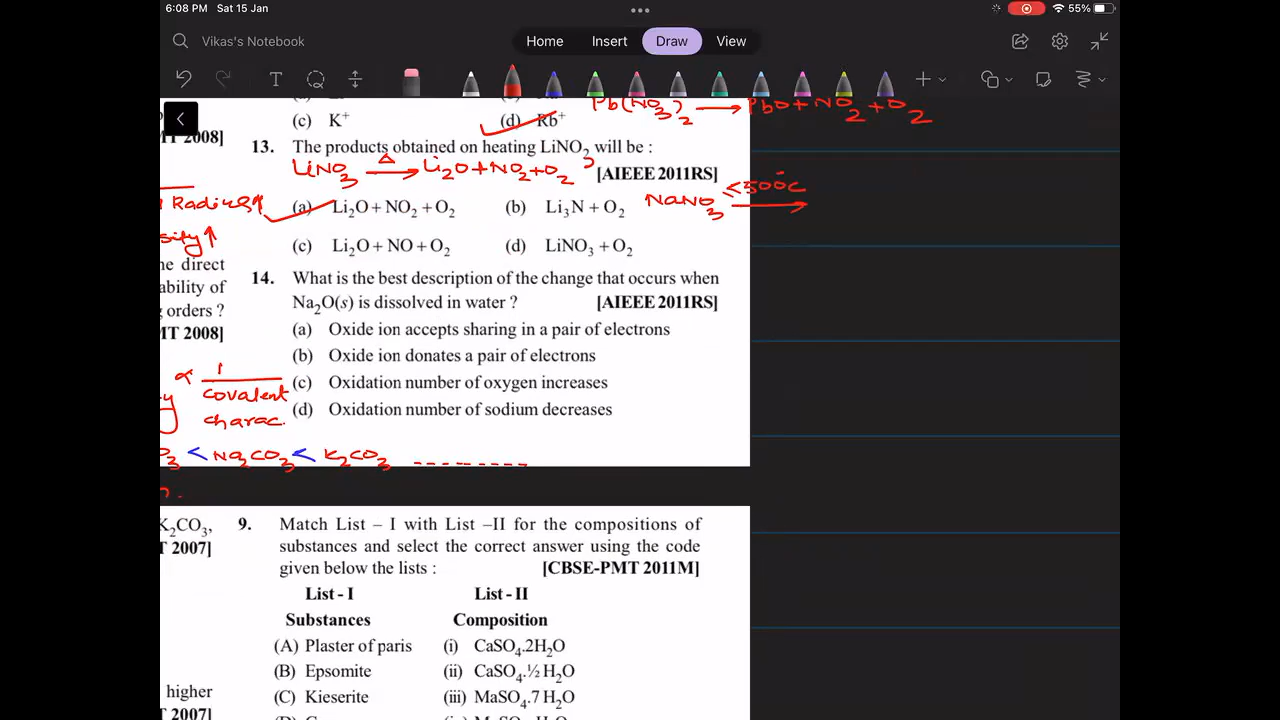 6:08 PM Sat 15 Jan
55%
Vikas's Notebook
Home Insert Draw View
Pb(NO3)2 → PbO + NO2 + O2
MT 2008]
(c) K+ (d) Rb+
13. The products obtained on heating LiNO2 will be :
LiNO3 →Δ Li2O + NO2 + O2 3
[AIEEE 2011RS]
NaNO3 →<500°C
Radius↑
(a) Li2O + NO2 + O2 (b) Li3N + O2
sity↑
(c) Li2O + NO + O2 (d) LiNO3 + O2
ne direct
ability of
g orders ?
MT 2008]
14. What is the best description of the change that occurs when
Na2O(s) is dissolved in water ? [AIEEE 2011RS]
(a) Oxide ion accepts sharing in a pair of electrons
(b) Oxide ion donates a pair of electrons
(c) Oxidation number of oxygen increases
(d) Oxidation number of sodium decreases
y ∝ 1
covalent
charac.
O3 < Na2CO3 < K2CO3 --------
K2CO3,
T 2007]
9. Match List – I with List –II for the compositions of
substances and select the correct answer using the code
given below the lists : [CBSE-PMT 2011M]
List - I List - II
Substances Composition
(A) Plaster of paris (i) CaSO4.2H2O
(B) Epsomite (ii) CaSO4.½ H2O
(C) Kieserite (iii) MaSO4.7 H2O
higher
T 2007]